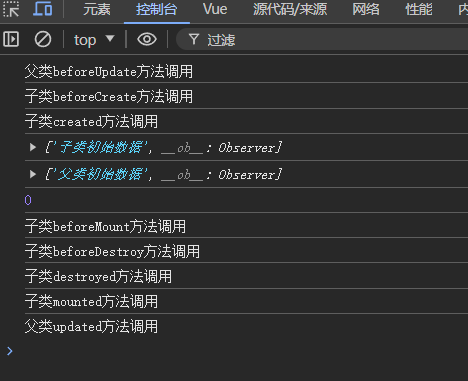 元素 控制台 Vue 源代码/来源 网络 性能
top 过滤
父类beforeUpdate方法调用
子类beforeCreate方法调用
子类created方法调用
['子类初始数据', __ob__: Observer]
['父类初始数据', __ob__: Observer]
0
子类beforeMount方法调用
子类beforeDestroy方法调用
子类destroyed方法调用
子类mounted方法调用
父类updated方法调用